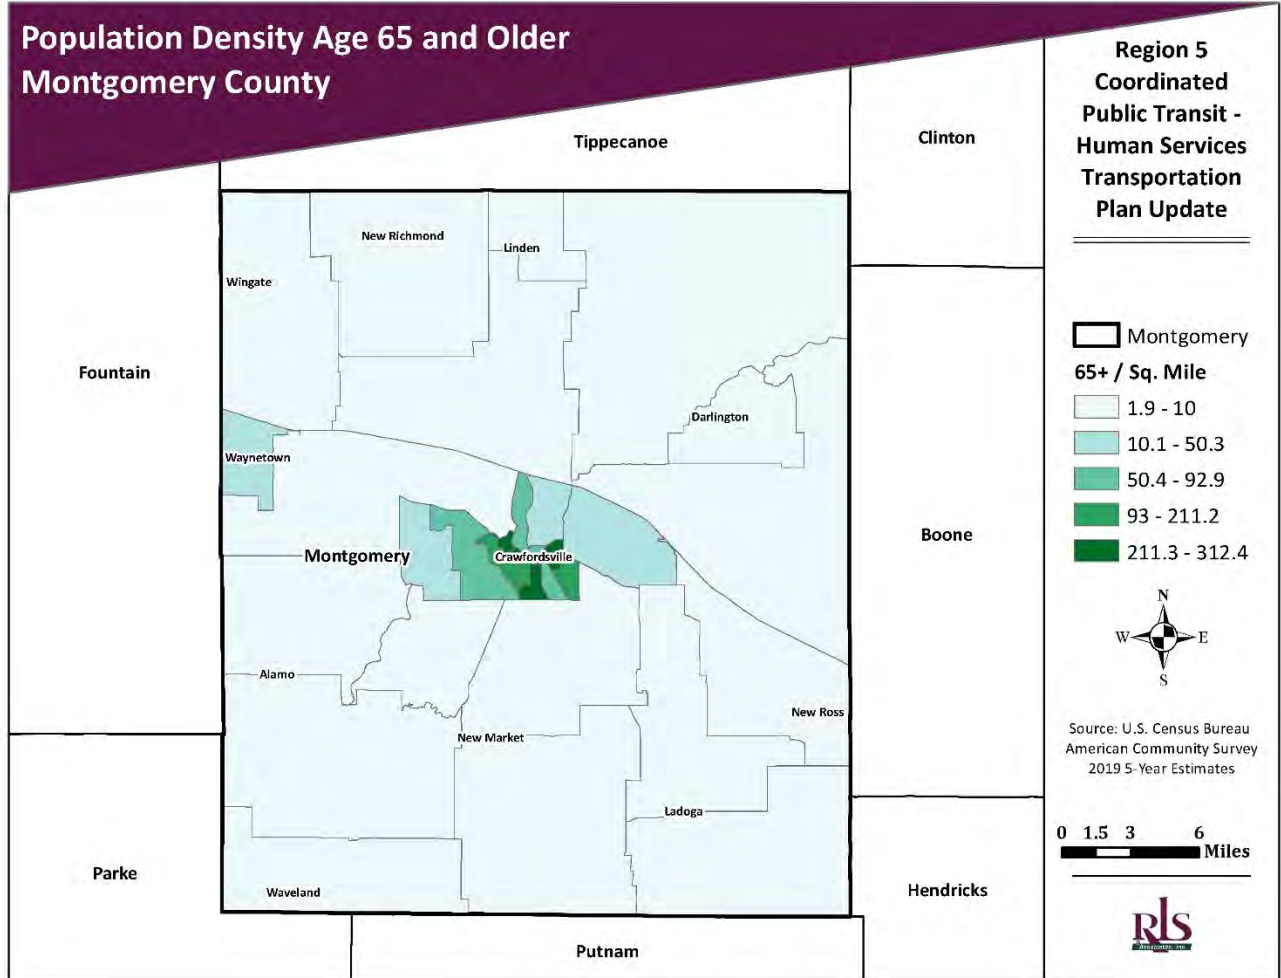 Population Density Age 65 and Older
Montgomery County
Region 5
Coordinated
Public Transit -
Human Services
Transportation
Plan Update
Tippecanoe
Clinton
New Richmond
Linden
Wingate
Fountain
Darlington
Waynetown
Montgomery
Crawfordsville
Boone
Alamo
New Ross
New Market
Ladoga
Parke
Waveland
Hendricks
Putnam
Montgomery
65+ / Sq. Mile
1.9 - 10
10.1 - 50.3
50.4 - 92.9
93 - 211.2
211.3 - 312.4
N
W E
S
Source: U.S. Census Bureau
American Community Survey
2019 5-Year Estimates
0 1.5 3 6
Miles
RLS
& Associates, Inc.